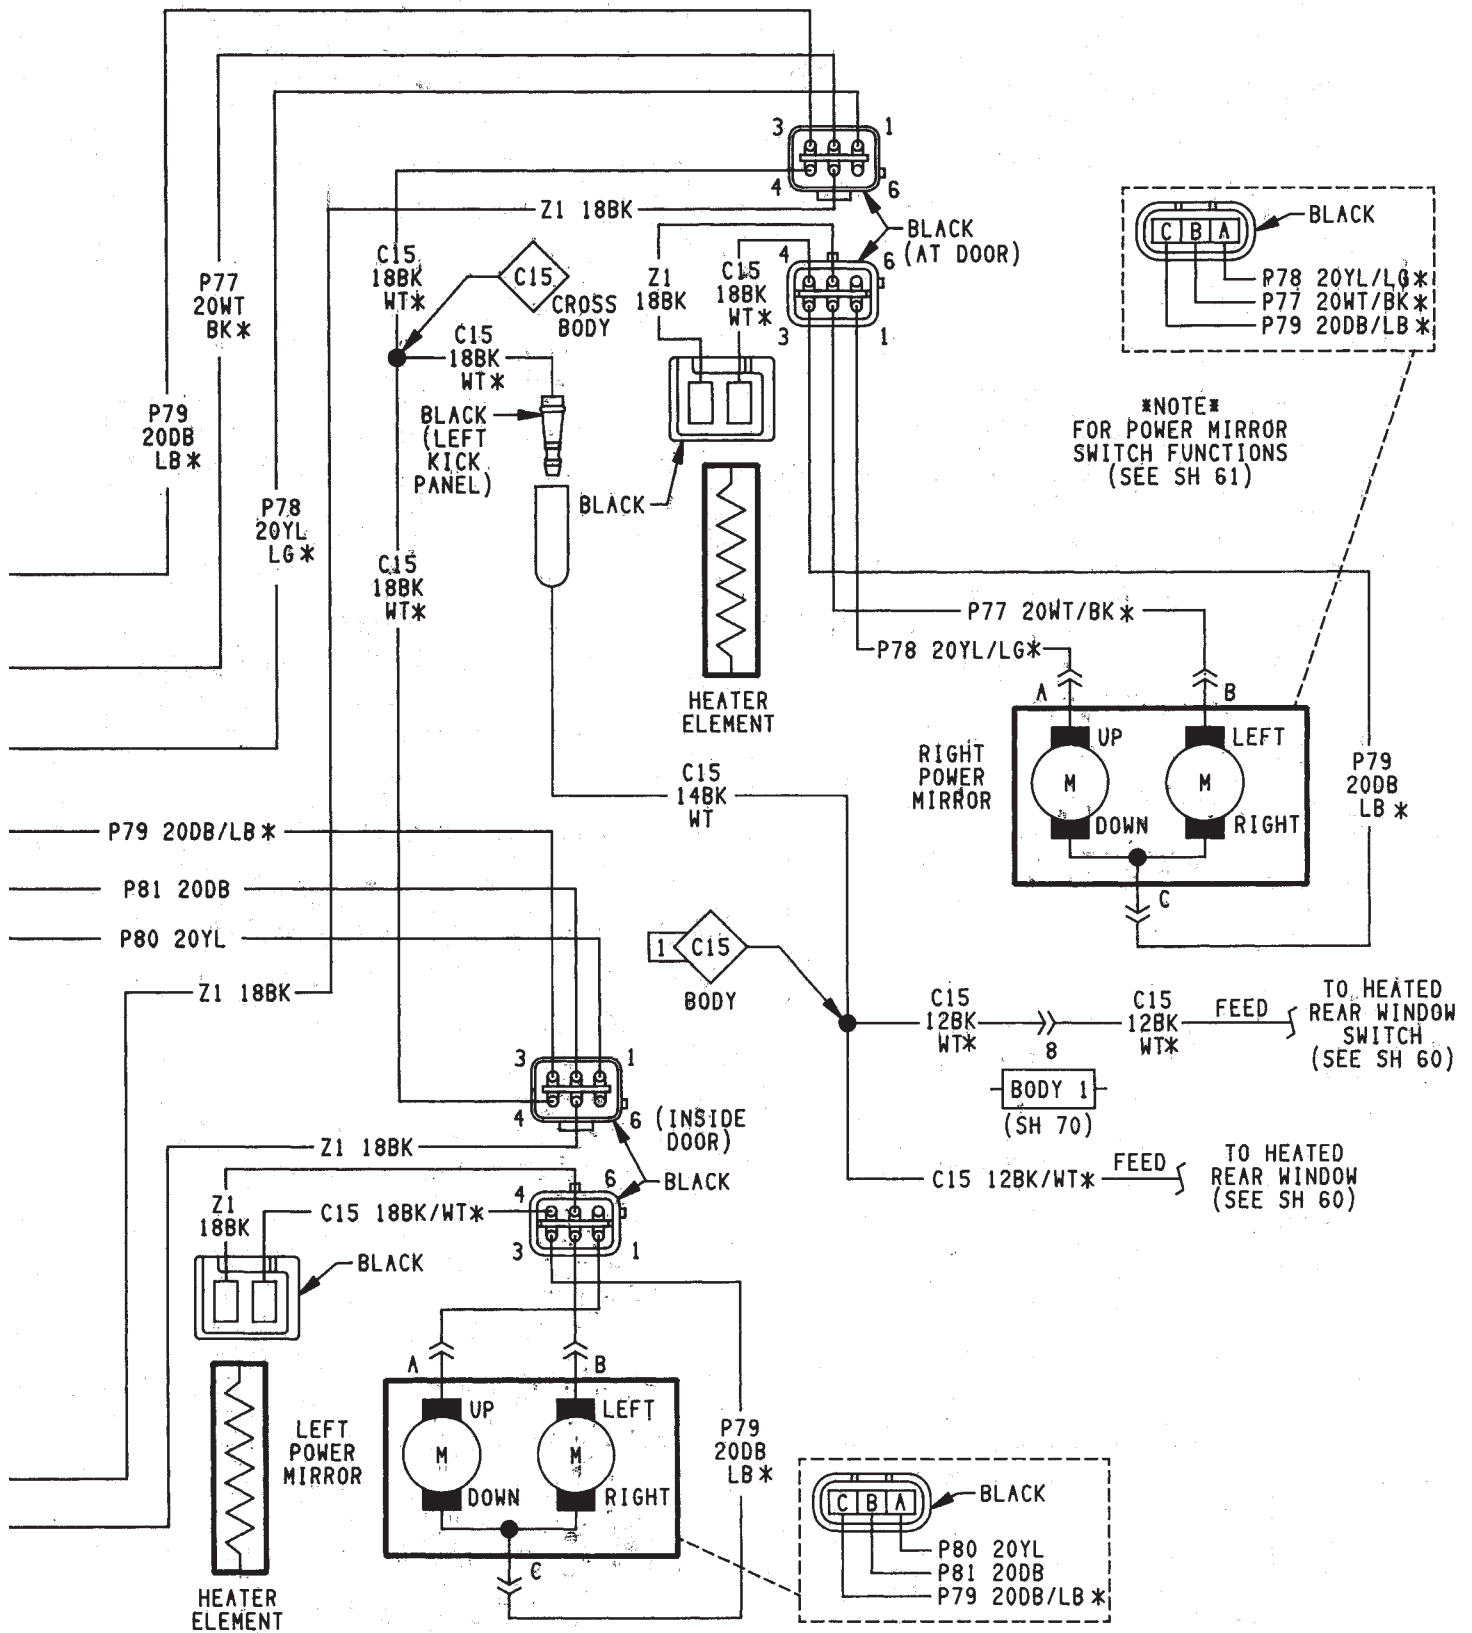 3
1
4
6
Z1 18BK
BLACK
(AT DOOR)
BLACK
C B A
P78 20YL/LG*
P77 20WT/BK*
P79 20DB/LB*
P77
20WT
BK*
C15
18BK
WT*
C15
CROSS
BODY
Z1
18BK
C15
18BK
WT*
4
6
3
1
C15
18BK
WT*
P79
20DB
LB*
BLACK
(LEFT
KICK
PANEL)
*NOTE*
FOR POWER MIRROR
SWITCH FUNCTIONS
(SEE SH 61)
BLACK
P78
20YL
LG*
C15
18BK
WT*
P77 20WT/BK*
P78 20YL/LG*
HEATER
ELEMENT
A
B
UP
LEFT
RIGHT
POWER
MIRROR
M
M
DOWN
RIGHT
C
P79
20DB
LB*
C15
14BK
WT
P79 20DB/LB*
P81 20DB
P80 20YL
Z1 18BK
1
C15
BODY
C15
12BK
WT*
8
C15
12BK
WT*
FEED
TO HEATED
REAR WINDOW
SWITCH
(SEE SH 60)
BODY 1
(SH 70)
3
1
4
6
(INSIDE
DOOR)
Z1 18BK
BLACK
C15 12BK/WT*
FEED
TO HEATED
REAR WINDOW
(SEE SH 60)
Z1
18BK
C15 18BK/WT*
4
6
3
1
BLACK
A
B
UP
LEFT
LEFT
POWER
MIRROR
M
M
DOWN
RIGHT
C
P79
20DB
LB*
C B A
BLACK
P80 20YL
P81 20DB
P79 20DB/LB*
HEATER
ELEMENT